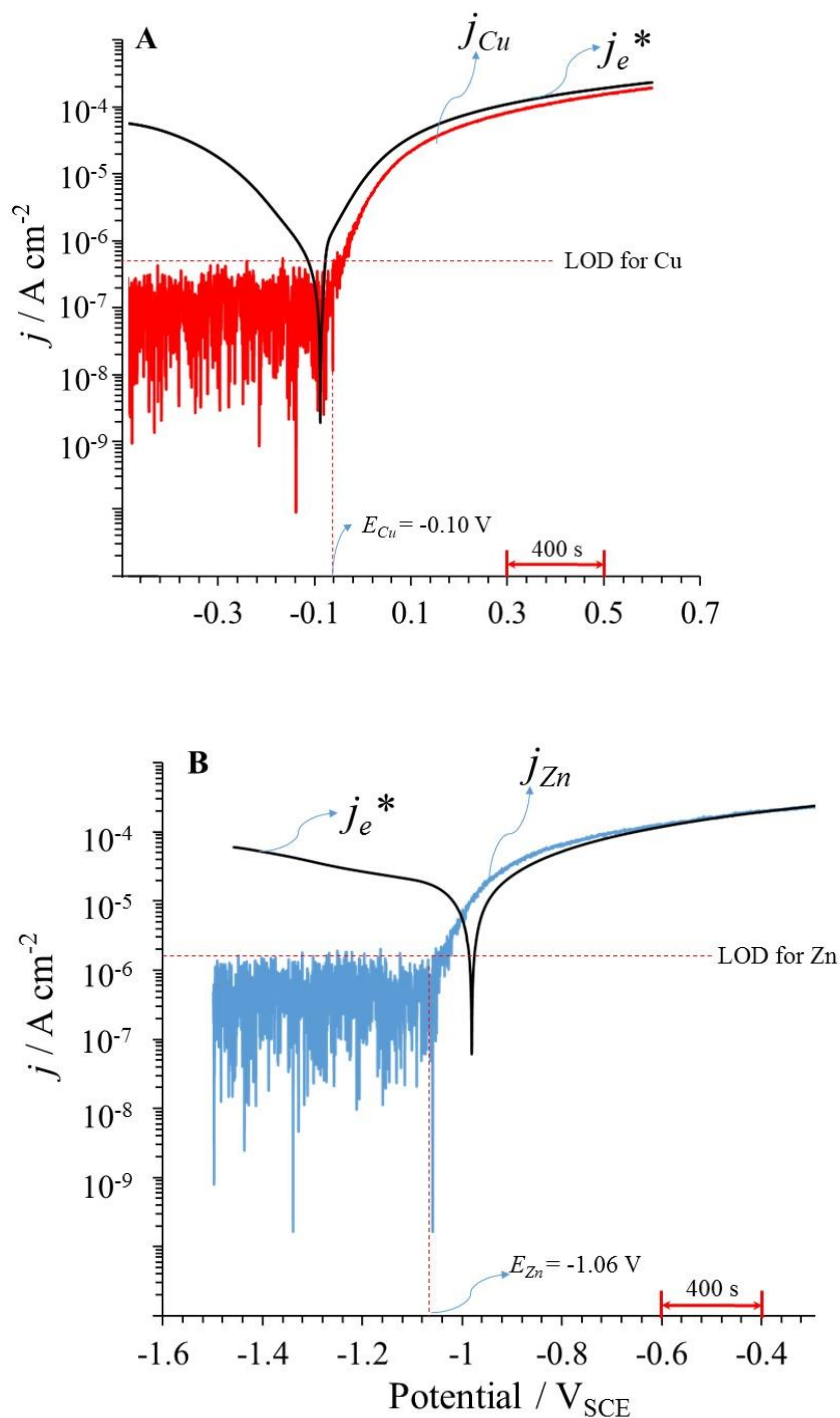 A
j_Cu
j_e*
10^-4
10^-5
10^-6
10^-7
10^-8
10^-9
j / A cm^-2
LOD for Cu
E_Cu = -0.10 V
400 s
-0.3 -0.1 0.1 0.3 0.5 0.7
B
j_Zn
j_e*
10^-4
10^-5
10^-6
10^-7
10^-8
10^-9
j / A cm^-2
LOD for Zn
E_Zn = -1.06 V
400 s
-1.6 -1.4 -1.2 -1 -0.8 -0.6 -0.4
Potential / V_SCE